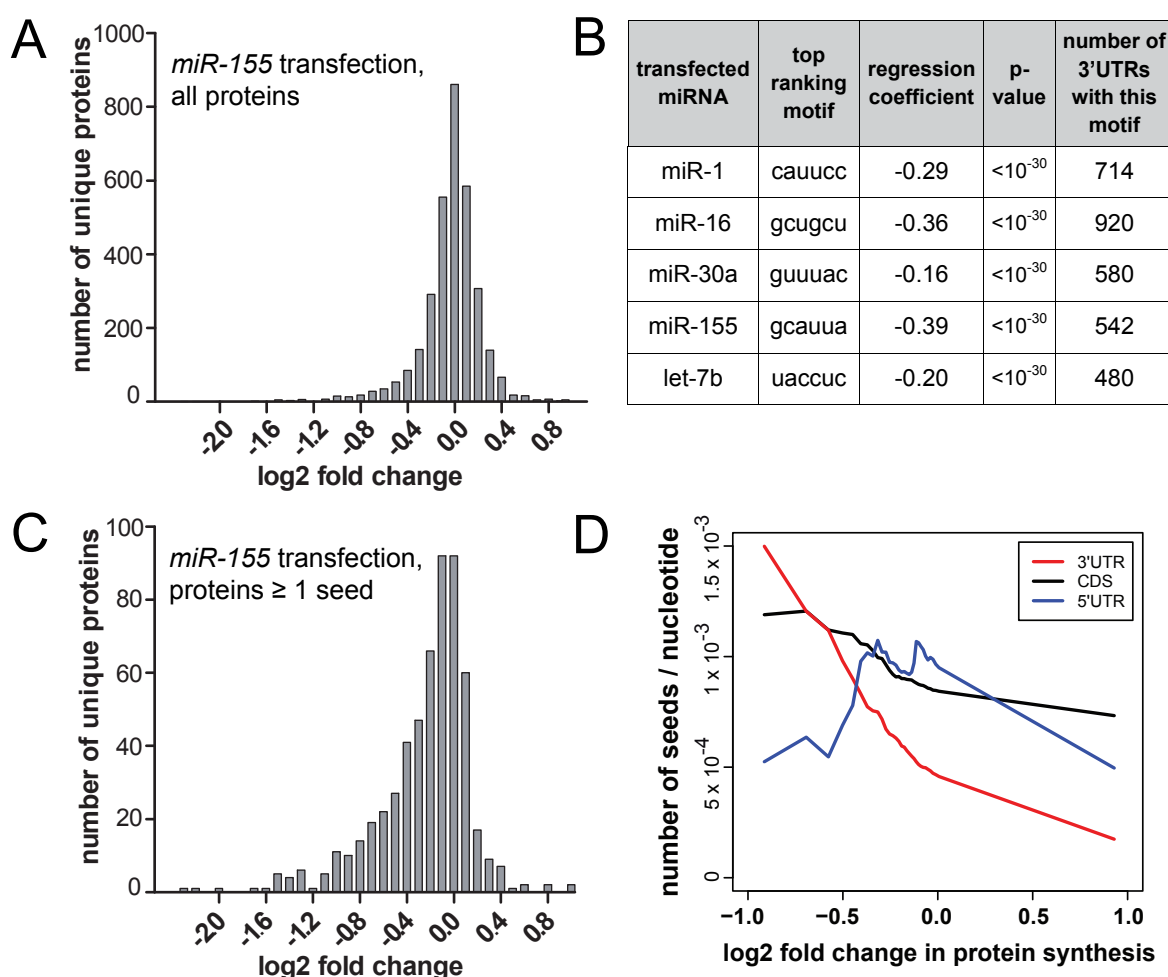 A
miR-155 transfection,
all proteins
number of unique proteins
1000
800
600
400
200
0
-2.0
-1.6
-1.2
-0.8
-0.4
0.0
0.4
0.8
log2 fold change
B
transfected miRNA | top ranking motif | regression coefficient | p-value | number of 3'UTRs with this motif
miR-1 | cauucc | -0.29 | <10⁻³⁰ | 714
miR-16 | gcugcu | -0.36 | <10⁻³⁰ | 920
miR-30a | guuuac | -0.16 | <10⁻³⁰ | 580
miR-155 | gcauua | -0.39 | <10⁻³⁰ | 542
let-7b | uaccuc | -0.20 | <10⁻³⁰ | 480
C
miR-155 transfection,
proteins ≥ 1 seed
number of unique proteins
100
80
60
40
20
0
-2.0
-1.6
-1.2
-0.8
-0.4
0.0
0.4
0.8
log2 fold change
D
number of seeds / nucleotide
1.5 x 10⁻³
1 x 10⁻³
5 x 10⁻⁴
0
3'UTR
CDS
5'UTR
−1.0
−0.5
0.0
0.5
1.0
log2 fold change in protein synthesis